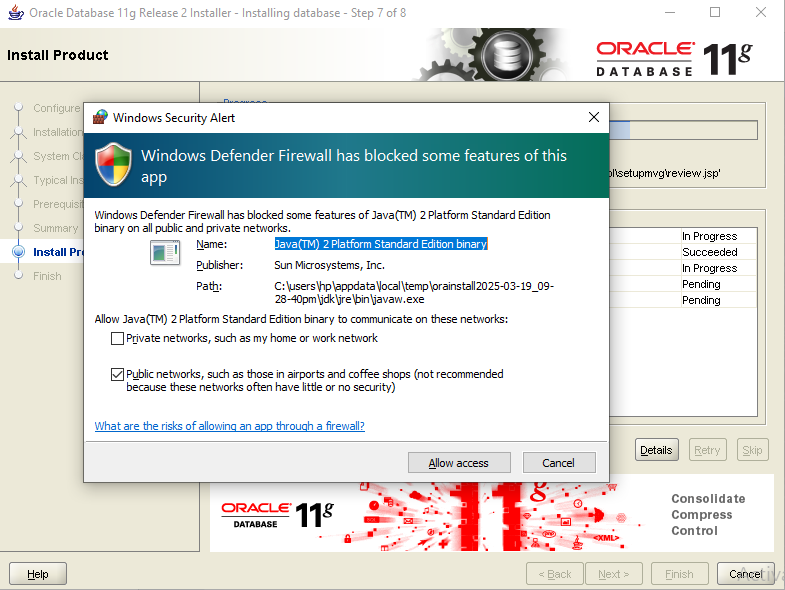 Oracle Database 11g Release 2 Installer - Installing database - Step 7 of 8
Install Product
ORACLE
DATABASE 11g
Configure
Installation
System Cl
Typical Ins
Prerequisit
Summary
Install Pr
Finish
Progress
ol\setupmvg\review.jsp'
In Progress
Succeeded
In Progress
Pending
Pending
Windows Security Alert
Windows Defender Firewall has blocked some features of this
app
Windows Defender Firewall has blocked some features of Java(TM) 2 Platform Standard Edition
binary on all public and private networks.
Name: Java(TM) 2 Platform Standard Edition binary
Publisher: Sun Microsystems, Inc.
Path: C:\users\hp\appdata\local\temp\orainstall2025-03-19_09-
28-40pm\jdk\jre\bin\javaw.exe
Allow Java(TM) 2 Platform Standard Edition binary to communicate on these networks:
Private networks, such as my home or work network
Public networks, such as those in airports and coffee shops (not recommended
because these networks often have little or no security)
What are the risks of allowing an app through a firewall?
Allow access Cancel
Details Retry Skip
ORACLE
DATABASE 11g
11g
<XML>
Consolidate
Compress
Control
Help < Back Next > Finish Cancel